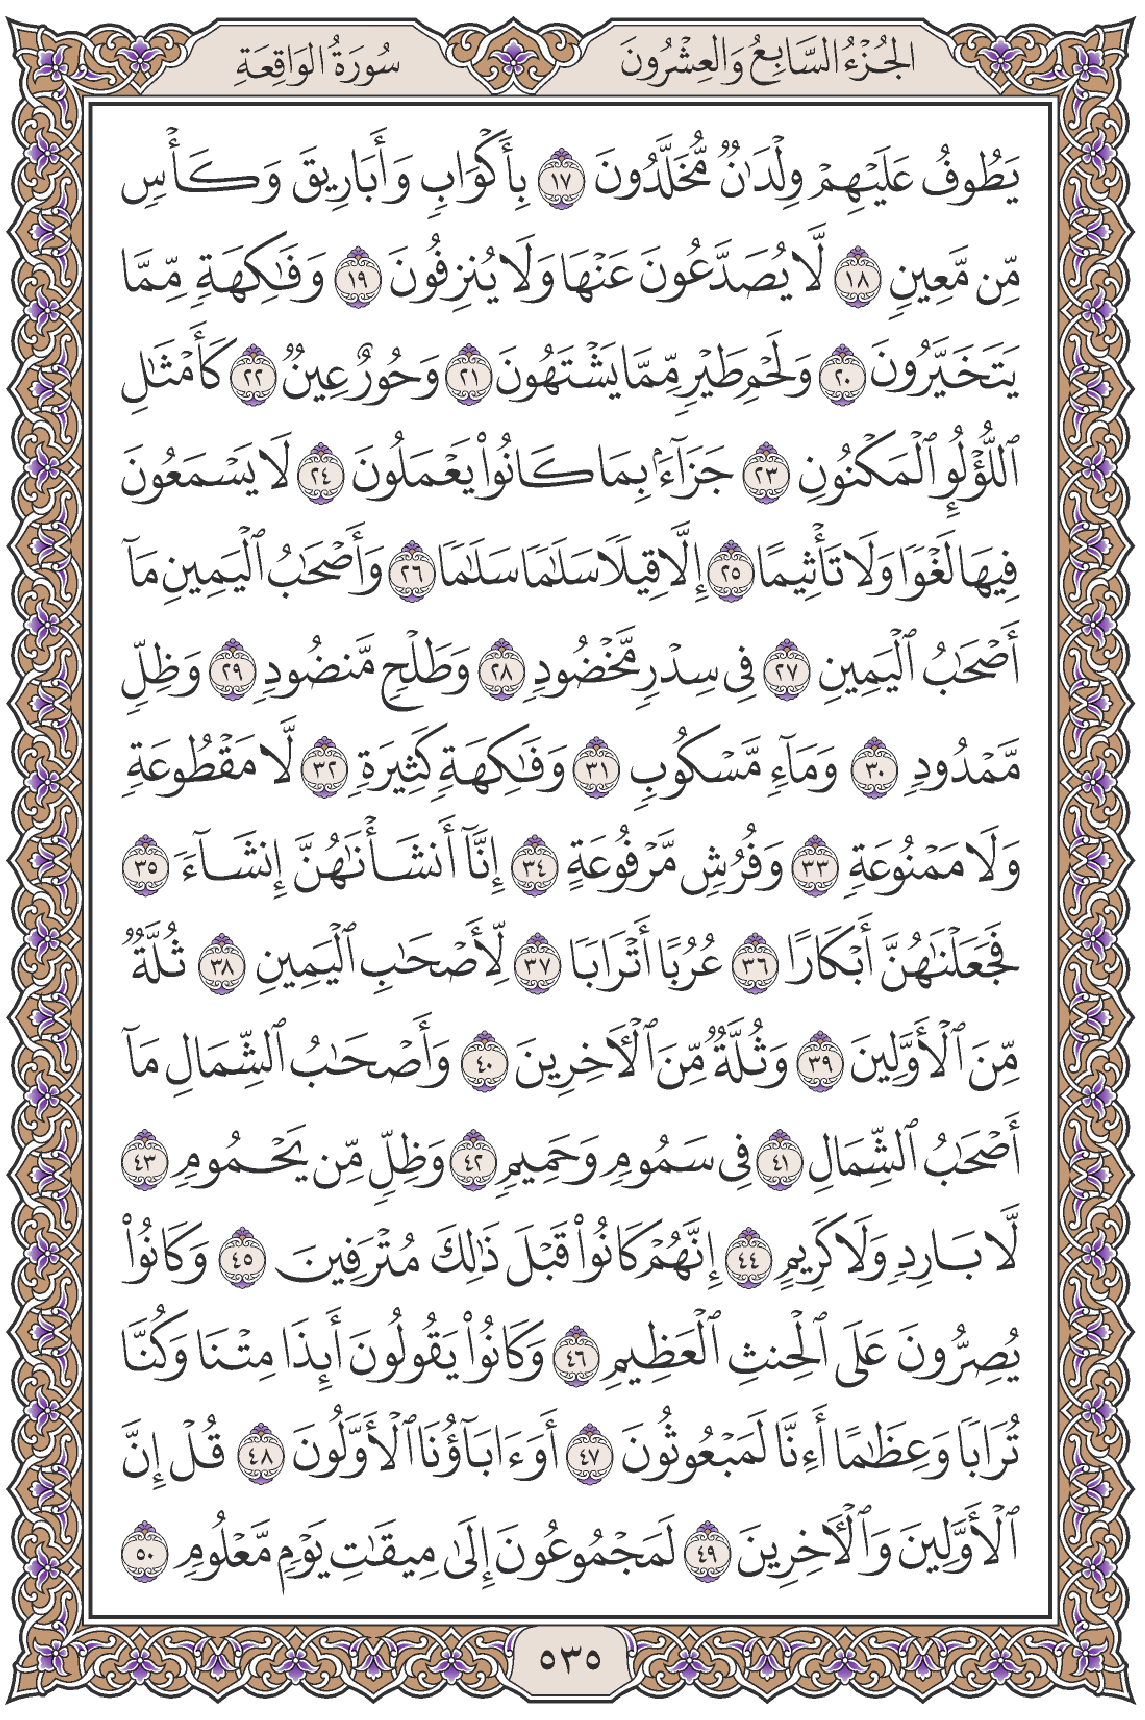 الجُزْءُ السَّابِعُ وَالعِشْرُونَ
سُورَةُ الوَاقِعَةِ
يَطُوفُ عَلَيْهِمْ وِلْدَٰنٌ مُّخَلَّدُونَ ١٧ بِأَكْوَابٍ وَأَبَارِيقَ وَكَأْسٍ
مِّن مَّعِينٍ ١٨ لَّا يُصَدَّعُونَ عَنْهَا وَلَا يُنزِفُونَ ١٩ وَفَٰكِهَةٍ مِّمَّا
يَتَخَيَّرُونَ ٢٠ وَلَحْمِ طَيْرٍ مِّمَّا يَشْتَهُونَ ٢١ وَحُورٌ عِينٌ ٢٢ كَأَمْثَٰلِ
ٱللُّؤْلُؤِ ٱلْمَكْنُونِ ٢٣ جَزَآءًۢ بِمَا كَانُوا۟ يَعْمَلُونَ ٢٤ لَا يَسْمَعُونَ
فِيهَا لَغْوًا وَلَا تَأْثِيمًا ٢٥ إِلَّا قِيلًا سَلَٰمًا سَلَٰمًا ٢٦ وَأَصْحَٰبُ ٱلْيَمِينِ مَآ
أَصْحَٰبُ ٱلْيَمِينِ ٢٧ فِى سِدْرٍ مَّخْضُودٍ ٢٨ وَطَلْحٍ مَّنضُودٍ ٢٩ وَظِلٍّ
مَّمْدُودٍ ٣٠ وَمَآءٍ مَّسْكُوبٍ ٣١ وَفَٰكِهَةٍ كَثِيرَةٍ ٣٢ لَّا مَقْطُوعَةٍ
وَلَا مَمْنُوعَةٍ ٣٣ وَفُرُشٍ مَّرْفُوعَةٍ ٣٤ إِنَّآ أَنشَأْنَٰهُنَّ إِنشَآءً ٣٥
فَجَعَلْنَٰهُنَّ أَبْكَارًا ٣٦ عُرُبًا أَتْرَابًا ٣٧ لِّأَصْحَٰبِ ٱلْيَمِينِ ٣٨ ثُلَّةٌ
مِّنَ ٱلْأَوَّلِينَ ٣٩ وَثُلَّةٌ مِّنَ ٱلْءَاخِرِينَ ٤٠ وَأَصْحَٰبُ ٱلشِّمَالِ مَآ
أَصْحَٰبُ ٱلشِّمَالِ ٤١ فِى سَمُومٍ وَحَمِيمٍ ٤٢ وَظِلٍّ مِّن يَحْمُومٍ ٤٣
لَّا بَارِدٍ وَلَا كَرِيمٍ ٤٤ إِنَّهُمْ كَانُوا۟ قَبْلَ ذَٰلِكَ مُتْرَفِينَ ٤٥ وَكَانُوا۟
يُصِرُّونَ عَلَى ٱلْحِنثِ ٱلْعَظِيمِ ٤٦ وَكَانُوا۟ يَقُولُونَ أَئِذَا مِتْنَا وَكُنَّا
تُرَابًا وَعِظَٰمًا أَءِنَّا لَمَبْعُوثُونَ ٤٧ أَوَءَابَآؤُنَا ٱلْأَوَّلُونَ ٤٨ قُلْ إِنَّ
ٱلْأَوَّلِينَ وَٱلْءَاخِرِينَ ٤٩ لَمَجْمُوعُونَ إِلَىٰ مِيقَٰتِ يَوْمٍ مَّعْلُومٍ ٥٠
٥٣٥